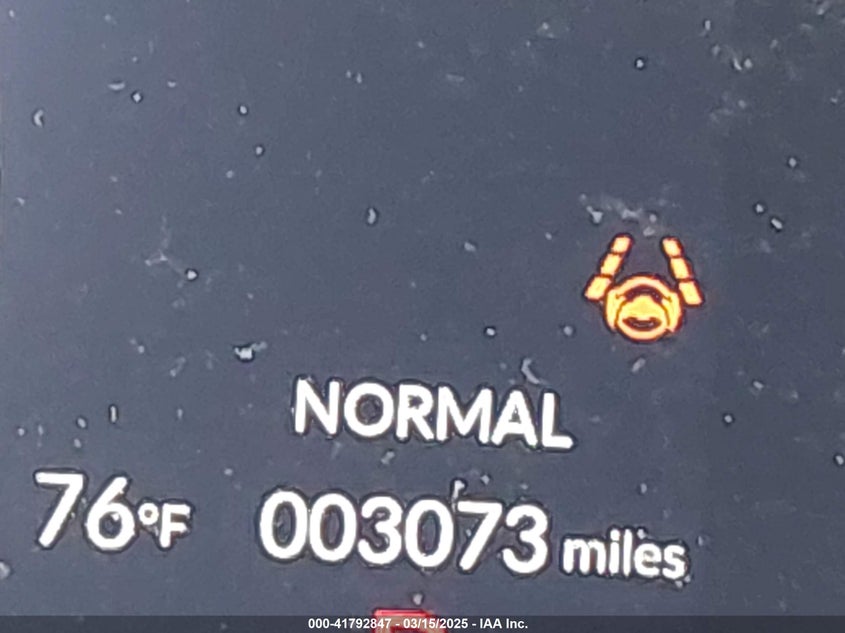 NORMAL
76°F 003073 miles
000-41792847 - 03/15/2025 - IAA Inc.